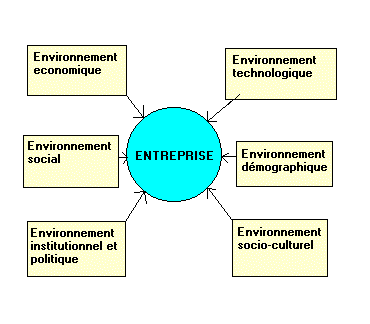 Environnement
economique
Environnement
technologique
Environnement
social
ENTREPRISE
Environnement
démographique
Environnement
institutionnel et
politique
Environnement
socio-culturel